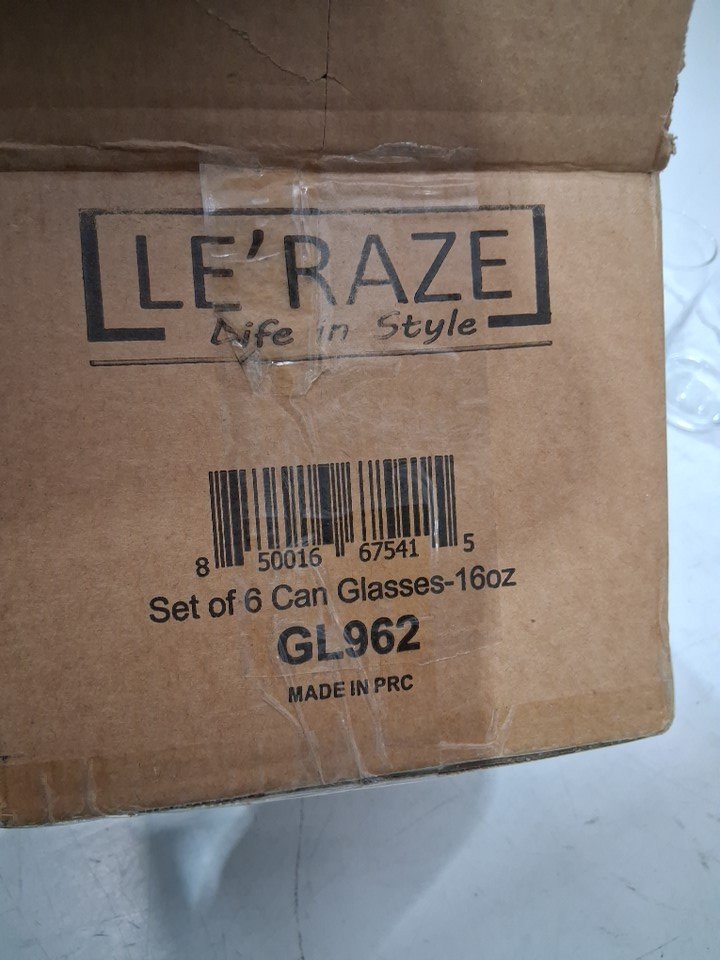 LE'RAZE
Life in Style
8 50016 67541 5
Set of 6 Can Glasses-16oz
GL962
MADE IN PRC